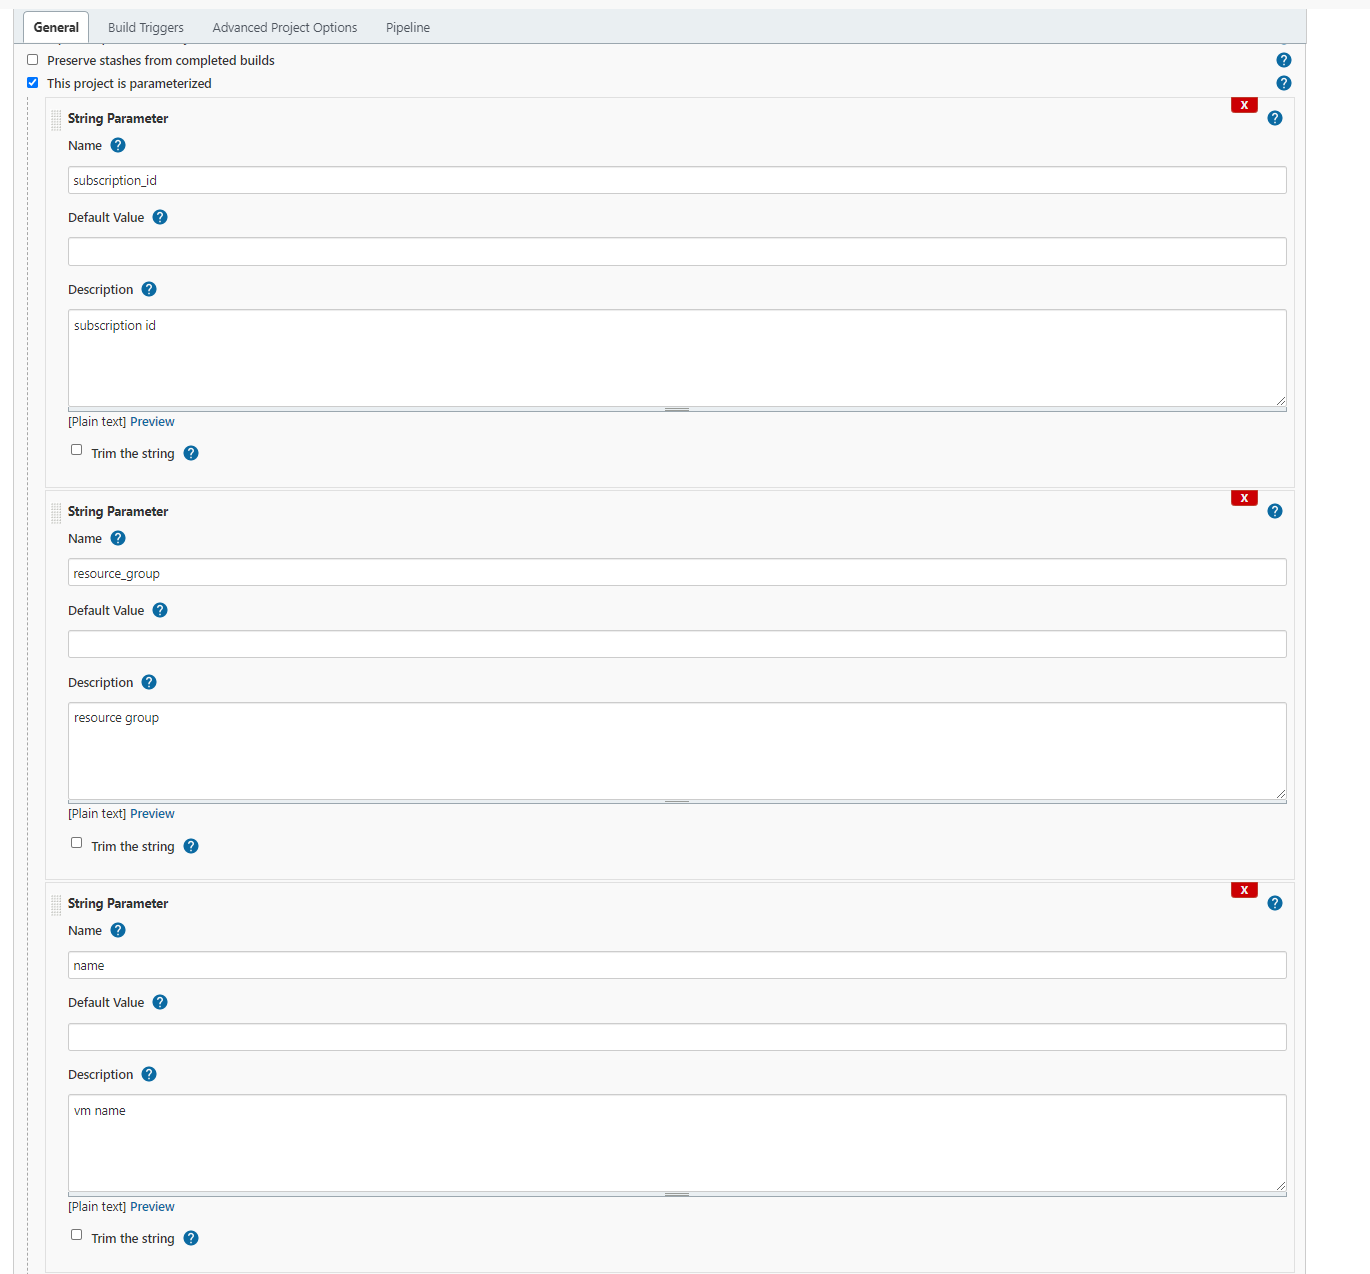 General Build Triggers Advanced Project Options Pipeline
Preserve stashes from completed builds ?
This project is parameterized ?
X
String Parameter ?
Name ?
subscription_id
Default Value ?
Description ?
subscription id
[Plain text] Preview
Trim the string ?
X
String Parameter ?
Name ?
resource_group
Default Value ?
Description ?
resource group
[Plain text] Preview
Trim the string ?
X
String Parameter ?
Name ?
name
Default Value ?
Description ?
vm name
[Plain text] Preview
Trim the string ?